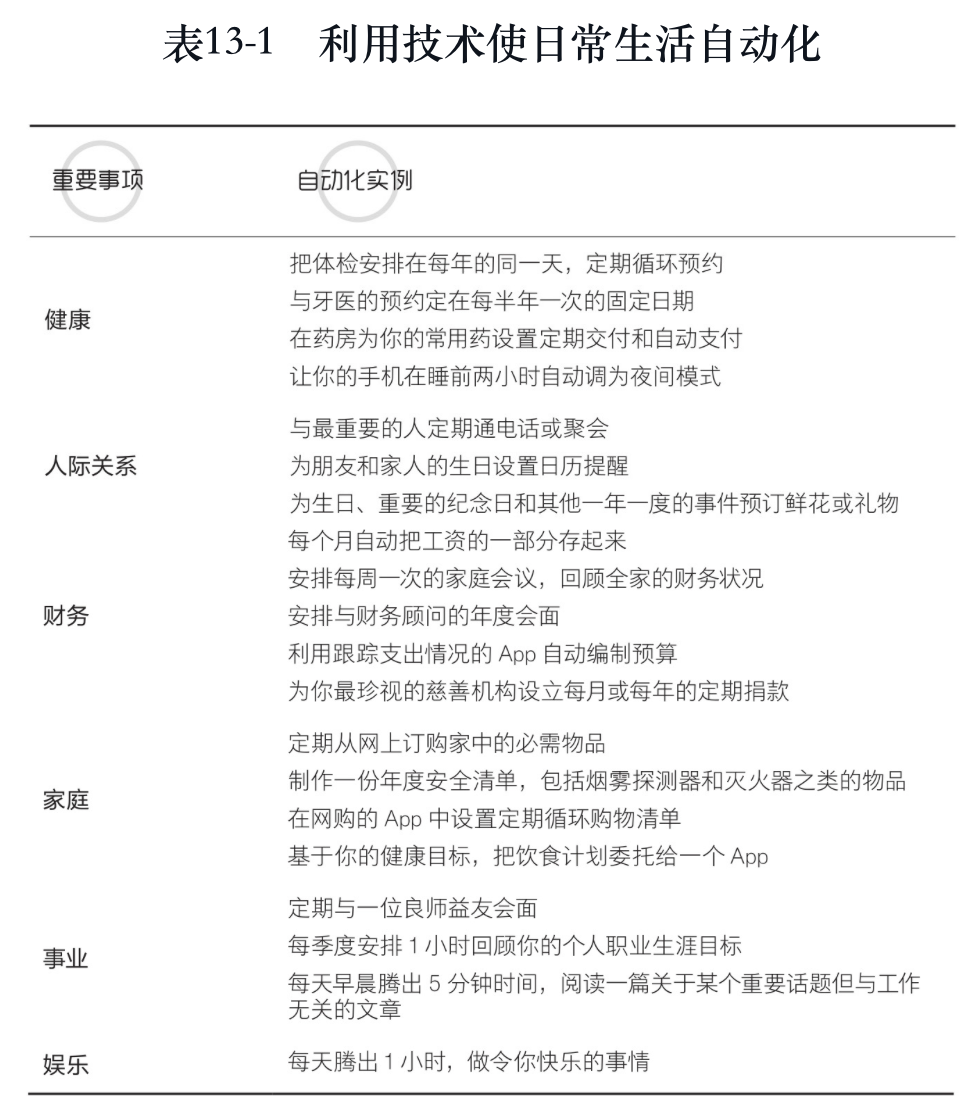 表13-1 利用技术使日常生活自动化
重要事项 自动化实例
健康
把体检安排在每年的同一天，定期循环预约
与牙医的预约定在每半年一次的固定日期
在药房为你的常用药设置定期交付和自动支付
让你的手机在睡前两小时自动调为夜间模式
人际关系
与最重要的人定期通电话或聚会
为朋友和家人的生日设置日历提醒
为生日、重要的纪念日和其他一年一度的事件预订鲜花或礼物
财务
每个月自动把工资的一部分存起来
安排每周一次的家庭会议，回顾全家的财务状况
安排与财务顾问的年度会面
利用跟踪支出情况的 App 自动编制预算
为你最珍视的慈善机构设立每月或每年的定期捐款
家庭
定期从网上订购家中的必需物品
制作一份年度安全清单，包括烟雾探测器和灭火器之类的物品
在网购的 App 中设置定期循环购物清单
基于你的健康目标，把饮食计划委托给一个 App
事业
定期与一位良师益友会面
每季度安排 1 小时回顾你的个人职业生涯目标
每天早晨腾出 5 分钟时间，阅读一篇关于某个重要话题但与工作
无关的文章
娱乐
每天腾出 1 小时，做令你快乐的事情